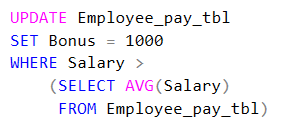 UPDATE Employee_pay_tbl
SET Bonus = 1000
WHERE Salary >
(SELECT AVG(Salary)
FROM Employee_pay_tbl)